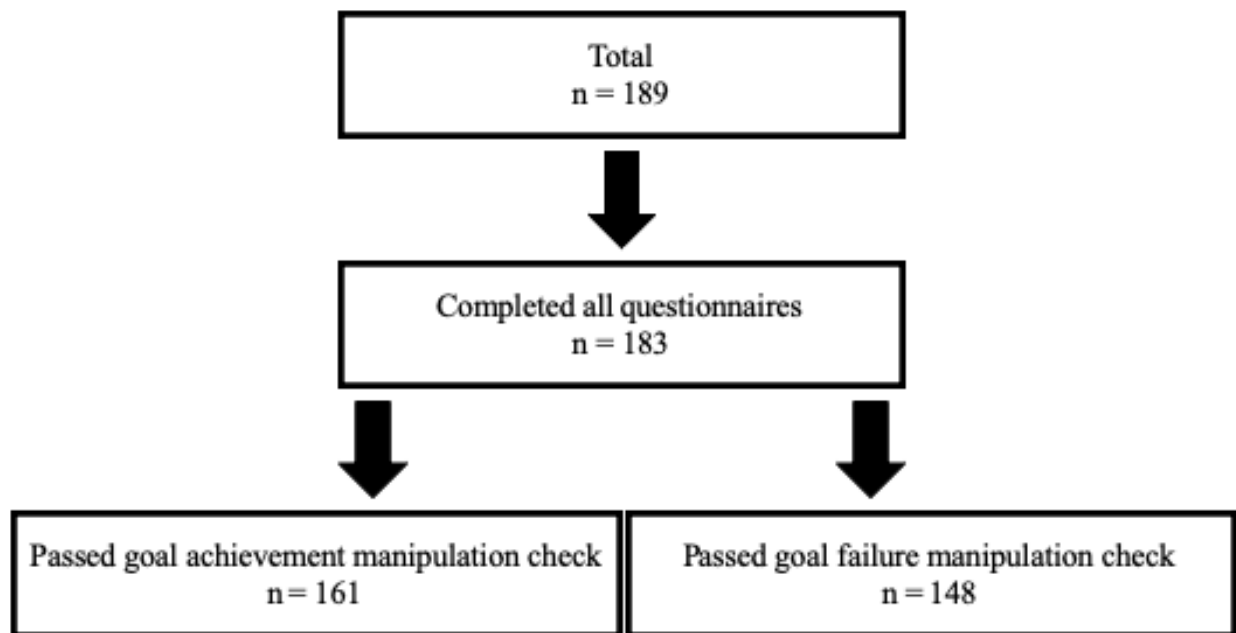 Total
n = 189
Completed all questionnaires
n = 183
Passed goal achievement manipulation check
n = 161
Passed goal failure manipulation check
n = 148